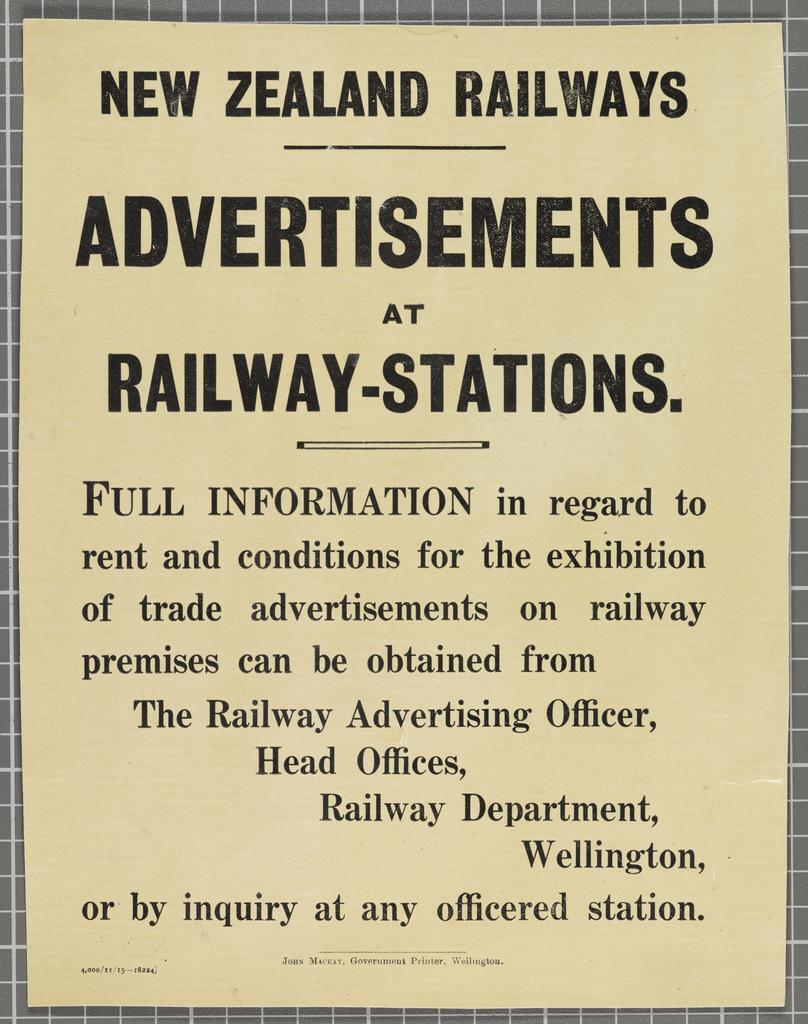 NEW ZEALAND RAILWAYS
ADVERTISEMENTS
AT
RAILWAY-STATIONS.
FULL INFORMATION in regard to
rent and conditions for the exhibition
of trade advertisements on railway
premises can be obtained from
The Railway Advertising Officer,
Head Offices,
Railway Department,
Wellington,
or by inquiry at any officered station.
JOHN MACKAY, Government Printer, Wellington.
4,000/11/15—18224]